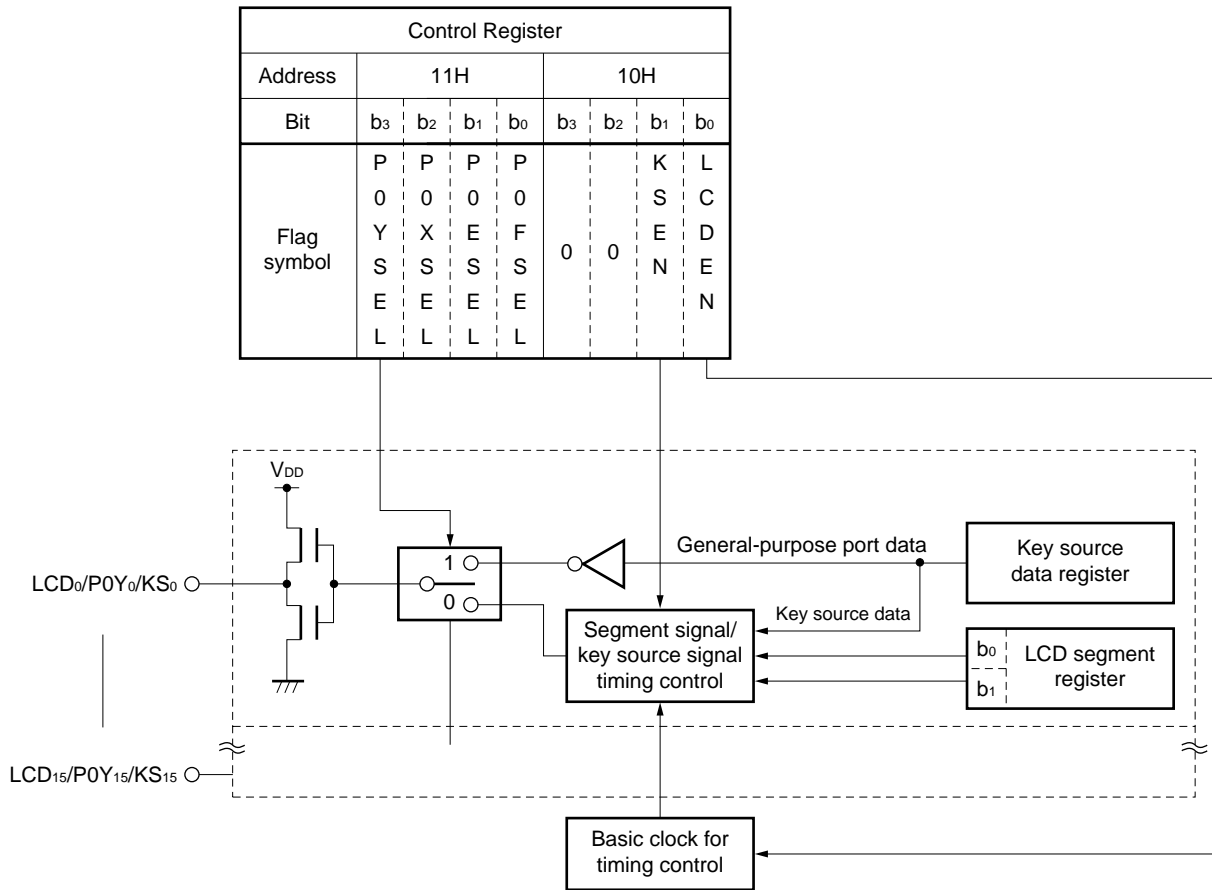 Control Register
Address 11H 10H
Bit b3 b2 b1 b0 b3 b2 b1 b0
Flag symbol P0YSEL P0XSEL P0ESEL P0FSEL 0 0 KSEN LCDEN
VDD
LCD0/P0Y0/KS0
1
0
General-purpose port data
Key source
data register
Key source data
Segment signal/
key source signal
timing control
b0
b1
LCD segment
register
LCD15/P0Y15/KS15
Basic clock for
timing control